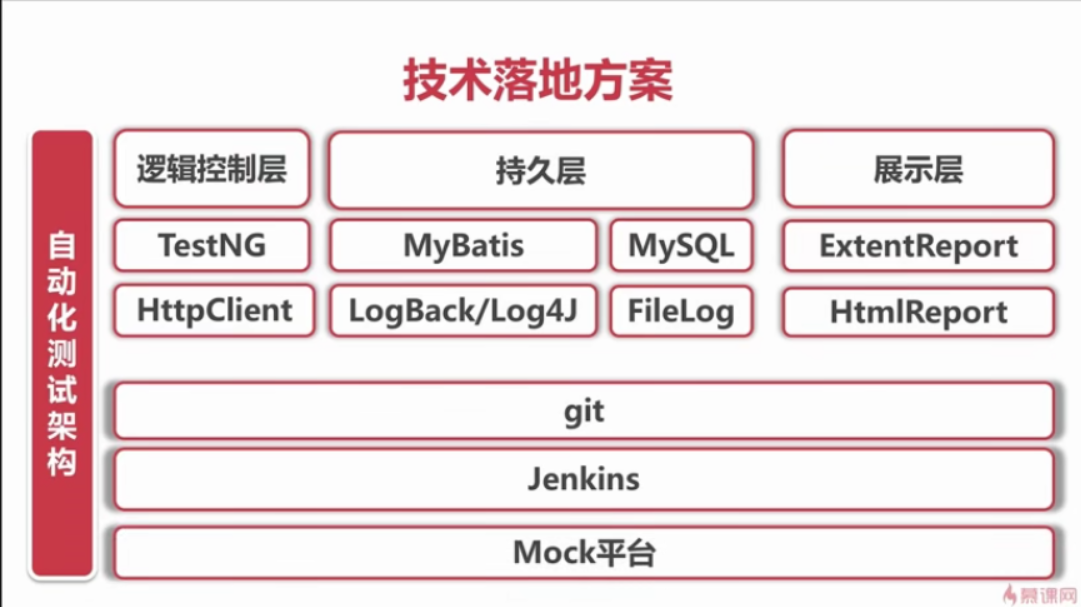 技术落地方案
自动化测试架构
逻辑控制层
持久层
展示层
TestNG
MyBatis
MySQL
ExtentReport
HttpClient
LogBack/Log4J
FileLog
HtmlReport
git
Jenkins
Mock平台
慕课网